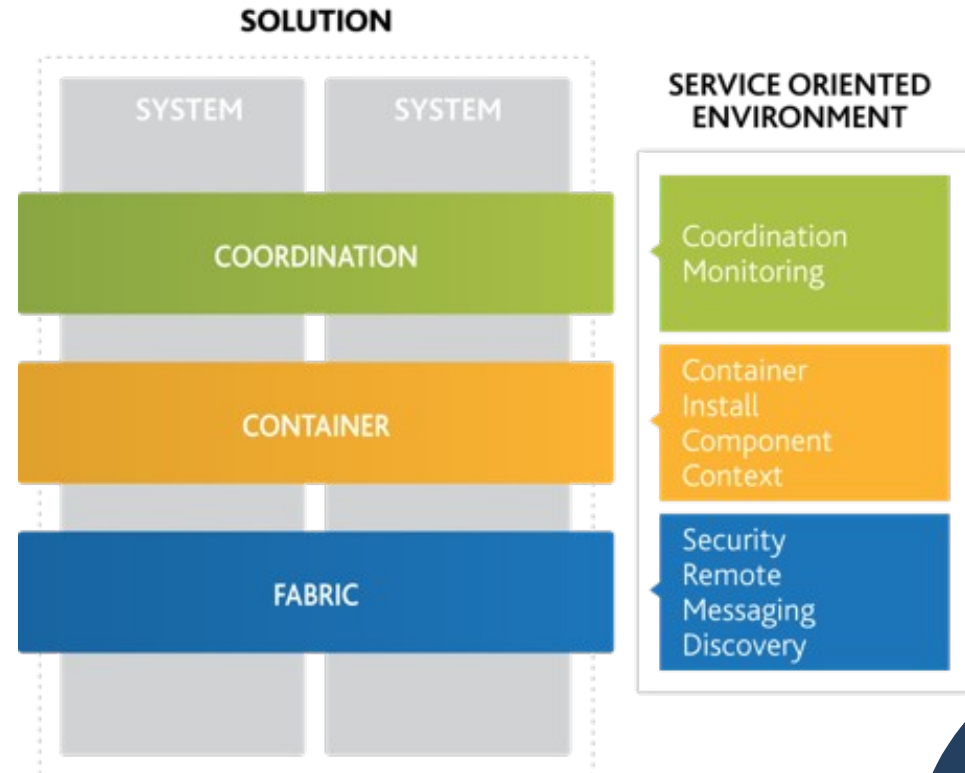 SOLUTION
SYSTEM
SYSTEM
COORDINATION
CONTAINER
FABRIC
SERVICE ORIENTED
ENVIRONMENT
Coordination
Monitoring
Container
Install
Component
Context
Security
Remote
Messaging
Discovery